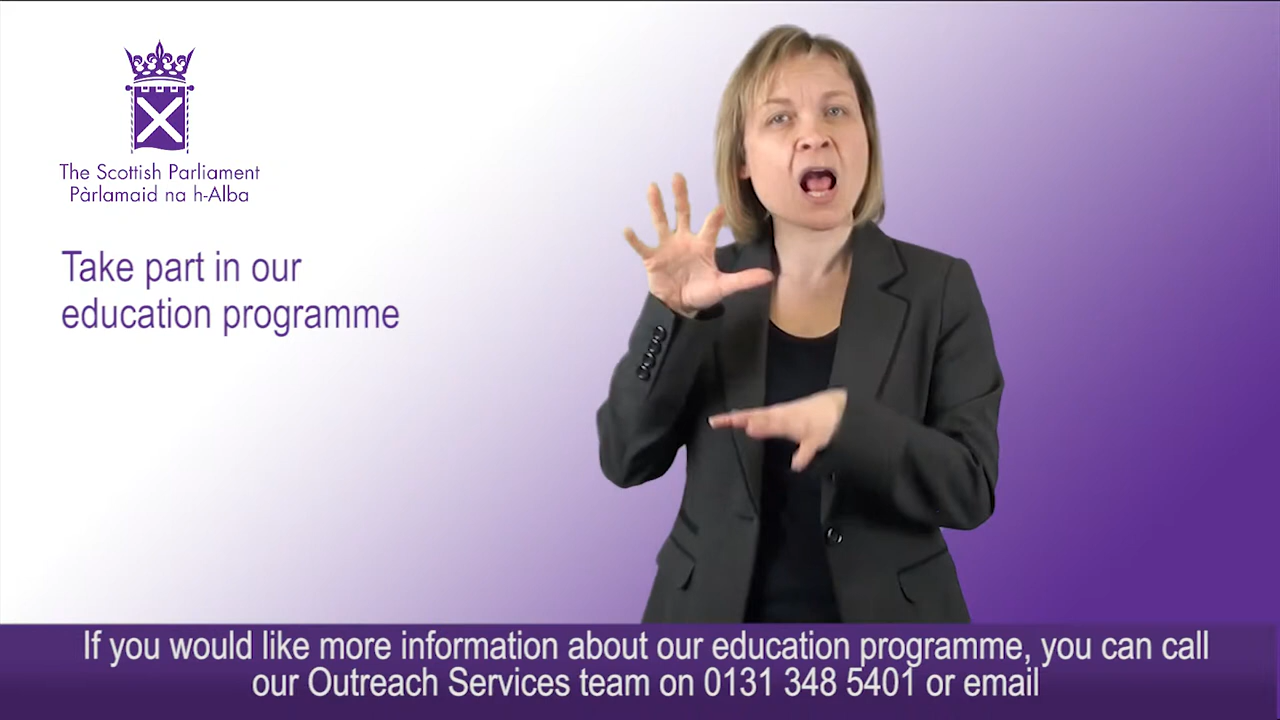 The Scottish Parliament
Pàrlamaid na h-Alba
Take part in our
education programme
If you would like more information about our education programme, you can call
our Outreach Services team on 0131 348 5401 or email